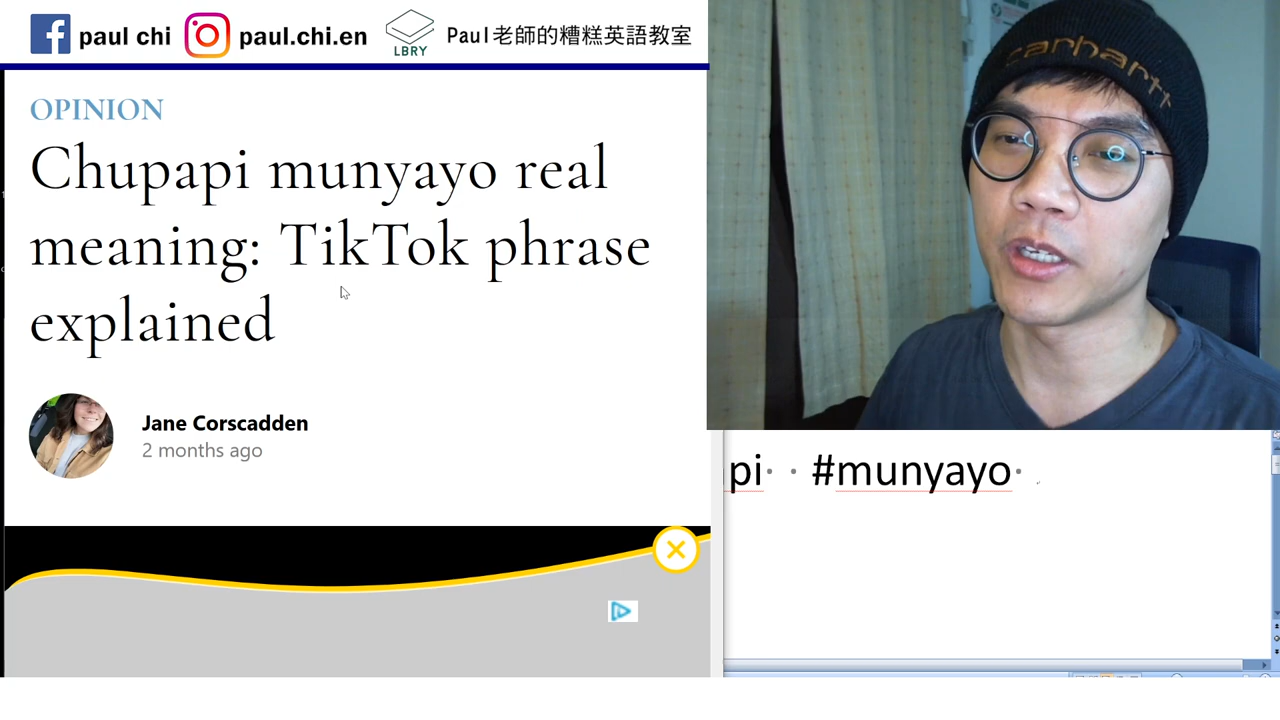 paul chi
paul.chi.en
LBRY
Paul老師的糟糕英語教室
carhartt
OPINION
Chupapi munyayo real
meaning: TikTok phrase
explained
Jane Corscadden
2 months ago
pi #munyayo